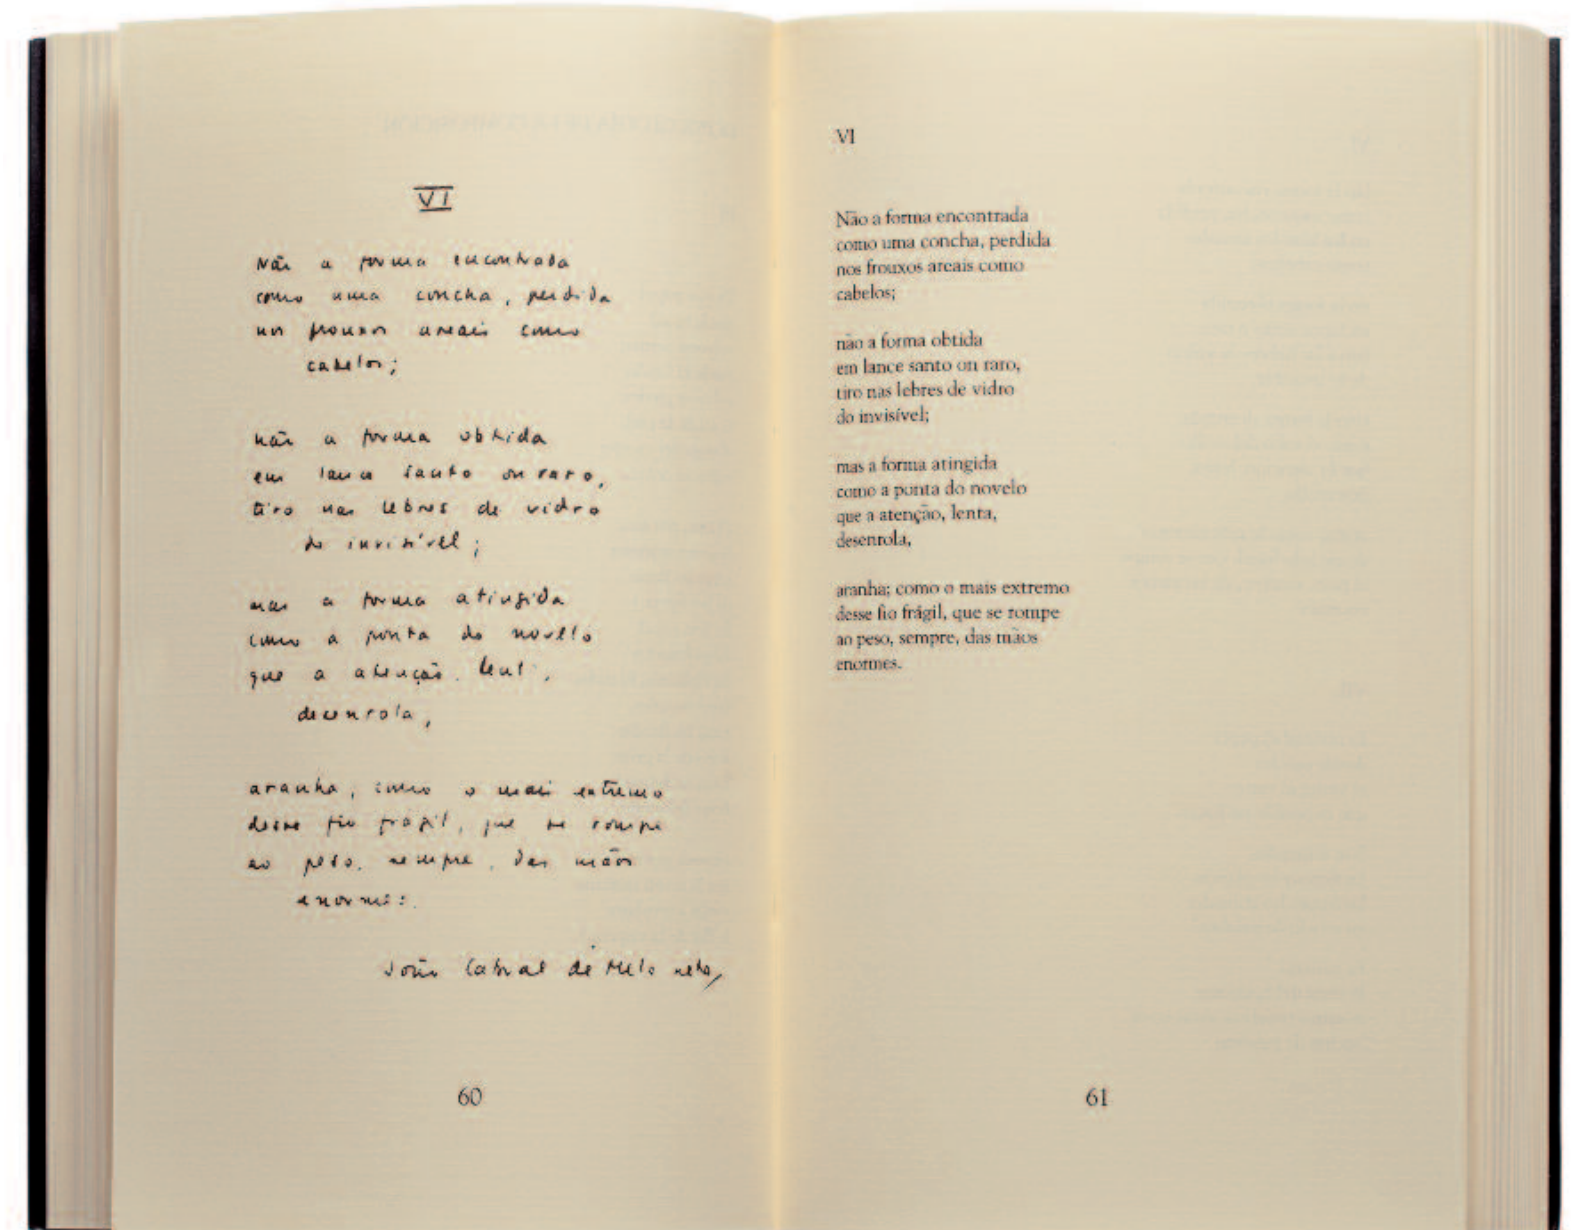 VI
Não a forma encontrada
como uma concha, perdida
nos frouxos areais como
cabelos;
não a forma obtida
em lance santo ou raro,
tiro nas lebres de vidro
do invisível;
mas a forma atingida
como a ponta do novello
que a atenção, lenta,
desenrola,
aranha, como o mais extremo
desse fio frágil, que se rompe
ao peso, sempre, das mãos
enormes.
João Cabral de Melo Neto
60
VI
Não a forma encontrada
como uma concha, perdida
nos frouxos areais como
cabelos;
não a forma obtida
em lance santo ou raro,
tiro nas lebres de vidro
do invisível;
mas a forma atingida
como a ponta do novelo
que a atenção, lenta,
desenrola,
aranha; como o mais extremo
desse fio frágil, que se rompe
ao peso, sempre, das mãos
enormes.
61